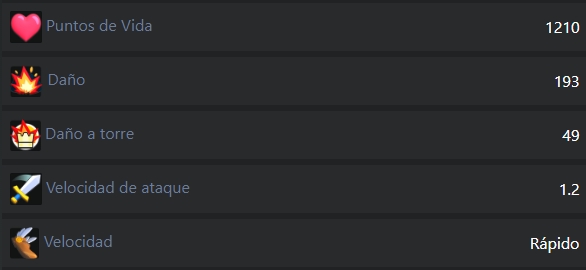 Puntos de Vida 1210
Daño 193
Daño a torre 49
Velocidad de ataque 1.2
Velocidad Rápido